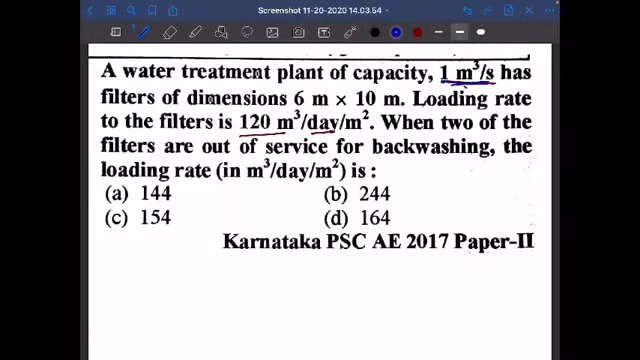 Screenshot 11-20-2020 14.03.54
A water treatment plant of capacity, 1 m³/s has
filters of dimensions 6 m × 10 m. Loading rate
to the filters is 120 m³/day/m². When two of the
filters are out of service for backwashing, the
loading rate (in m³/day/m²) is :
(a) 144 (b) 244
(c) 154 (d) 164
Karnataka PSC AE 2017 Paper-II